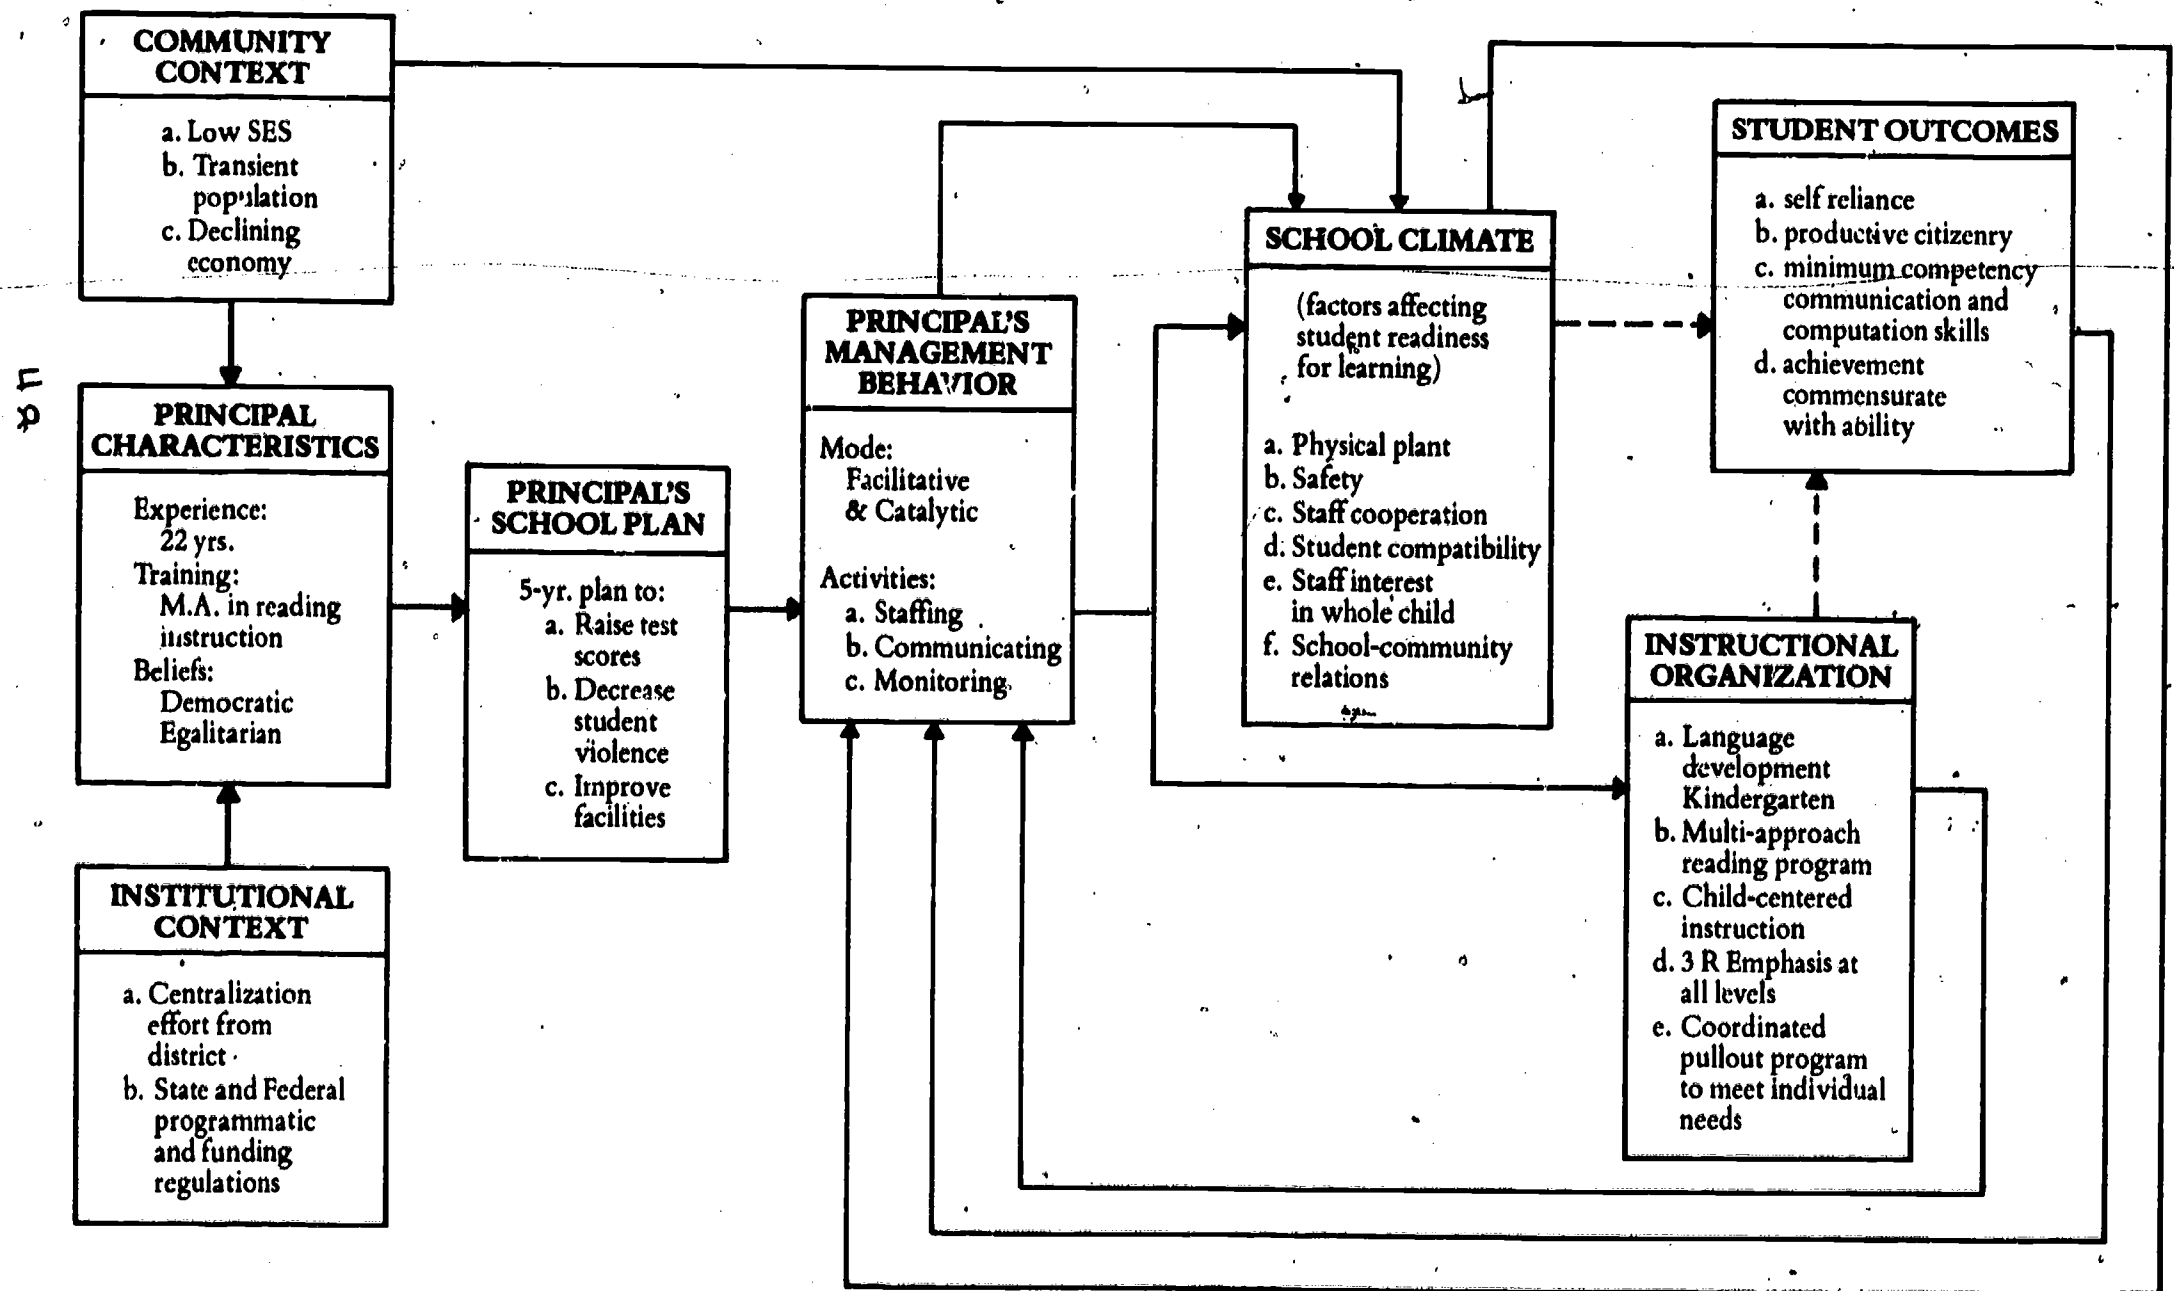 COMMUNITY
CONTEXT
a. Low SES
b. Transient
population
c. Declining
economy
PRINCIPAL
CHARACTERISTICS
Experience:
22 yrs.
Training:
M.A. in reading
instruction
Beliefs:
Democratic
Egalitarian
INSTITUTIONAL
CONTEXT
a. Centralization
effort from
district
b. State and Federal
programmatic
and funding
regulations
PRINCIPAL'S
SCHOOL PLAN
5-yr. plan to:
a. Raise test
scores
b. Decrease
student
violence
c. Improve
facilities
PRINCIPAL'S
MANAGEMENT
BEHAVIOR
Mode:
Facilitative
& Catalytic
Activities:
a. Staffing
b. Communicating
c. Monitoring
SCHOOL CLIMATE
(factors affecting
student readiness
for learning)
a. Physical plant
b. Safety
c. Staff cooperation
d. Student compatibility
e. Staff interest
in whole child
f. School-community
relations
STUDENT OUTCOMES
a. self reliance
b. productive citizenry
c. minimum competency
communication and
computation skills
d. achievement
commensurate
with ability
INSTRUCTIONAL
ORGANIZATION
a. Language
development
Kindergarten
b. Multi-approach
reading program
c. Child-centered
instruction
d. 3 R Emphasis at
all levels
e. Coordinated
pullout program
to meet individual
needs